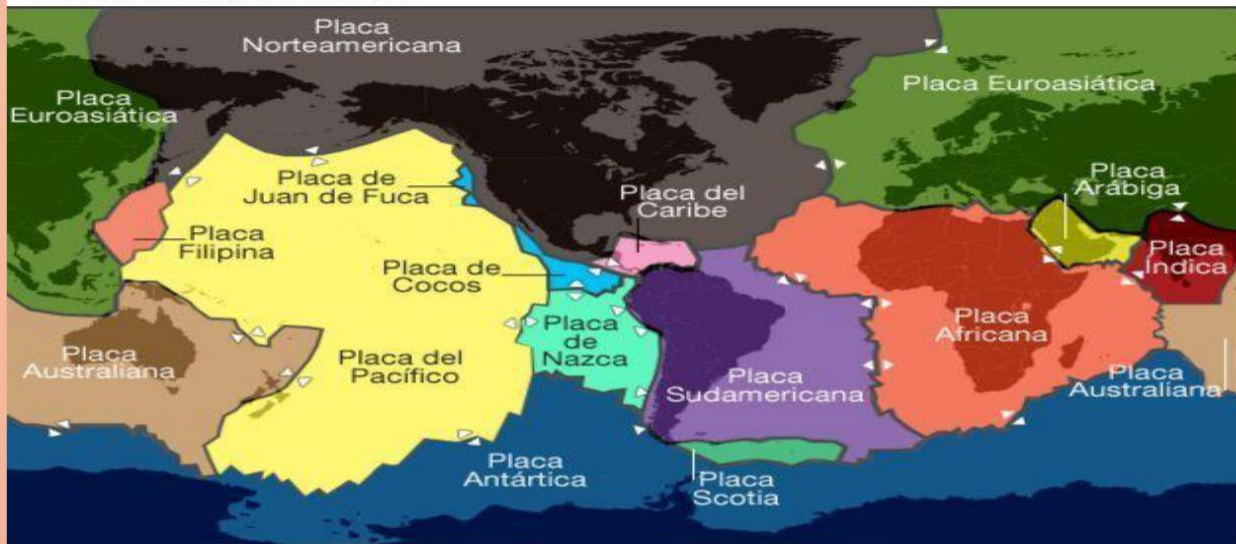 Placa
Norteamericana
Placa
Euroasiática
Placa Euroasiática
Placa de
Juan de Fuca
Placa del
Caribe
Placa
Arábiga
Placa
Filipina
Placa de
Cocos
Placa
Índica
Placa
Australiana
Placa del
Pacífico
Placa
de
Nazca
Placa
Sudamericana
Placa
Africana
Placa
Australiana
Placa
Antártica
Placa
Scotia